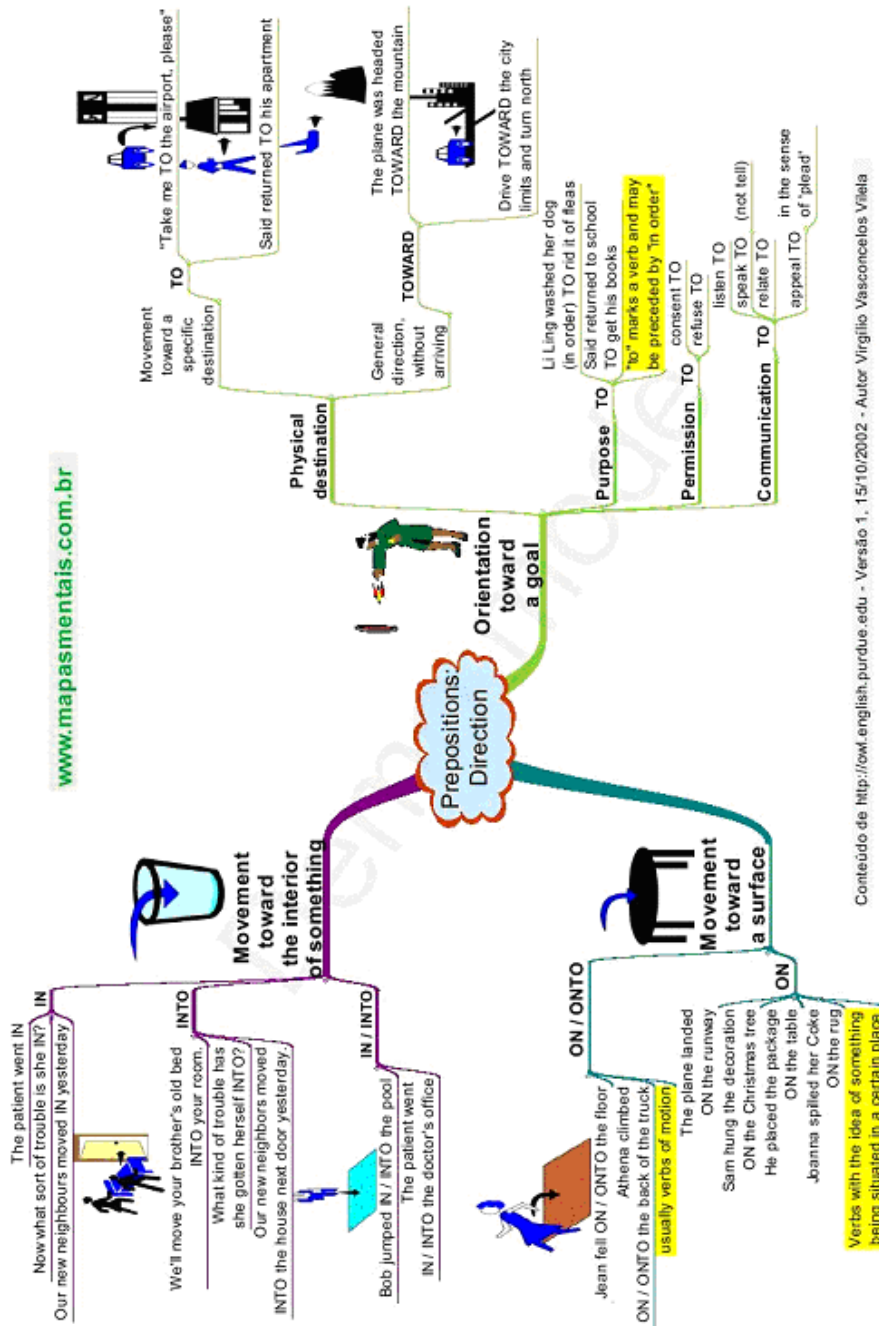 www.mapasmentais.com.br
Prepositions:
Direction
Movement
toward
the interior
of something
IN
The patient went IN
Now what sort of trouble is she IN?
Our new neighbours moved IN yesterday
INTO
We'll move your brother's old bed
INTO your room.
What kind of trouble has
she gotten herself INTO?
Our new neighbors moved
INTO the house next door yesterday.
IN / INTO
Bob jumped IN / INTO the pool
The patient went
IN / INTO the doctor's office
Movement
toward
a surface
ON / ONTO
Jean fell ON / ONTO the floor
Athena climbed
ON / ONTO the back of the truck
usually verbs of motion
ON
The plane landed
ON the runway
Sam hung the decoration
ON the Christmas tree
He placed the package
ON the table
Joanna spilled her Coke
ON the rug
Verbs with the idea of something
being situated in a certain place
Orientation
toward
a goal
Physical
destination
Movement
toward a
specific
destination
TO
"Take me TO the airport, please"
Said returned TO his apartment
General
direction,
without
arriving
TOWARD
The plane was headed
TOWARD the mountain
Drive TOWARD the city
limits and turn north
Purpose TO
Li Ling washed her dog
(in order) TO rid it of fleas
Said returned to school
TO get his books
"to" marks a verb and may
be preceded by "in order"
Permission TO
consent TO
refuse TO
Communication TO
listen TO
speak TO (not tell)
relate TO
appeal TO in the sense
of "plead"
Conteúdo de http://owl.english.purdue.edu - Versão 1, 15/10/2002 - Autor Virgílio Vasconcelos Vilela